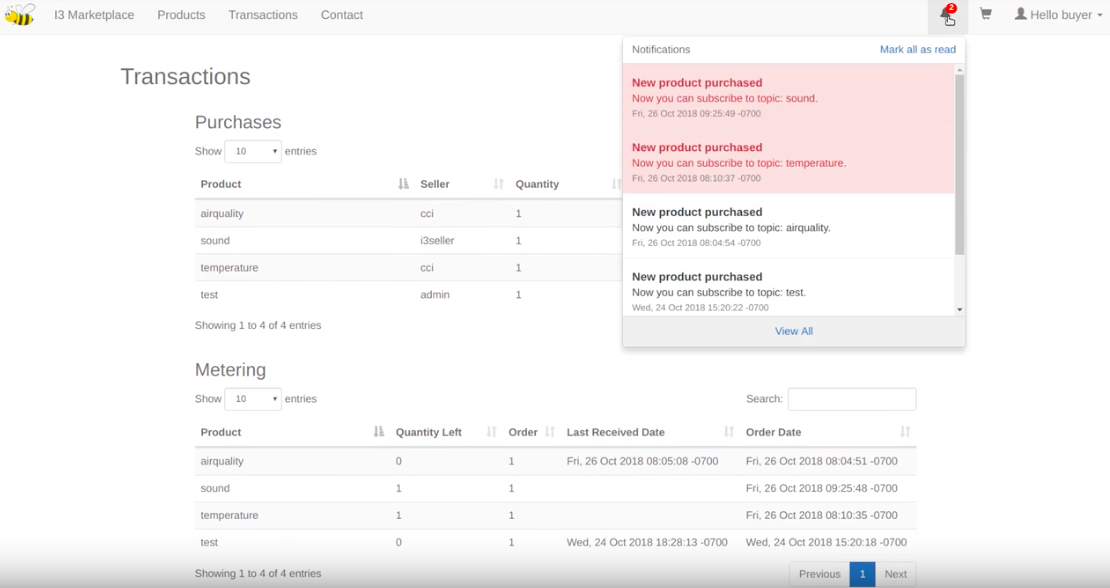 I3 Marketplace Products Transactions Contact 2 Hello buyer
Notifications Mark all as read
Transactions
New product purchased
Now you can subscribe to topic: sound.
Fri, 26 Oct 2018 09:25:49 -0700
New product purchased
Now you can subscribe to topic: temperature.
Fri, 26 Oct 2018 08:10:37 -0700
New product purchased
Now you can subscribe to topic: airquality.
Fri, 26 Oct 2018 08:04:54 -0700
New product purchased
Now you can subscribe to topic: test.
Wed, 24 Oct 2018 15:20:22 -0700
View All
Purchases
Show 10 entries
Product Seller Quantity
airquality cci 1
sound i3seller 1
temperature cci 1
test admin 1
Showing 1 to 4 of 4 entries
Metering
Show 10 entries Search:
Product Quantity Left Order Last Received Date Order Date
airquality 0 1 Fri, 26 Oct 2018 08:05:08 -0700 Fri, 26 Oct 2018 08:04:51 -0700
sound 1 1 Fri, 26 Oct 2018 09:25:48 -0700
temperature 1 1 Fri, 26 Oct 2018 08:10:35 -0700
test 0 1 Wed, 24 Oct 2018 18:28:13 -0700 Wed, 24 Oct 2018 15:20:18 -0700
Showing 1 to 4 of 4 entries Previous 1 Next